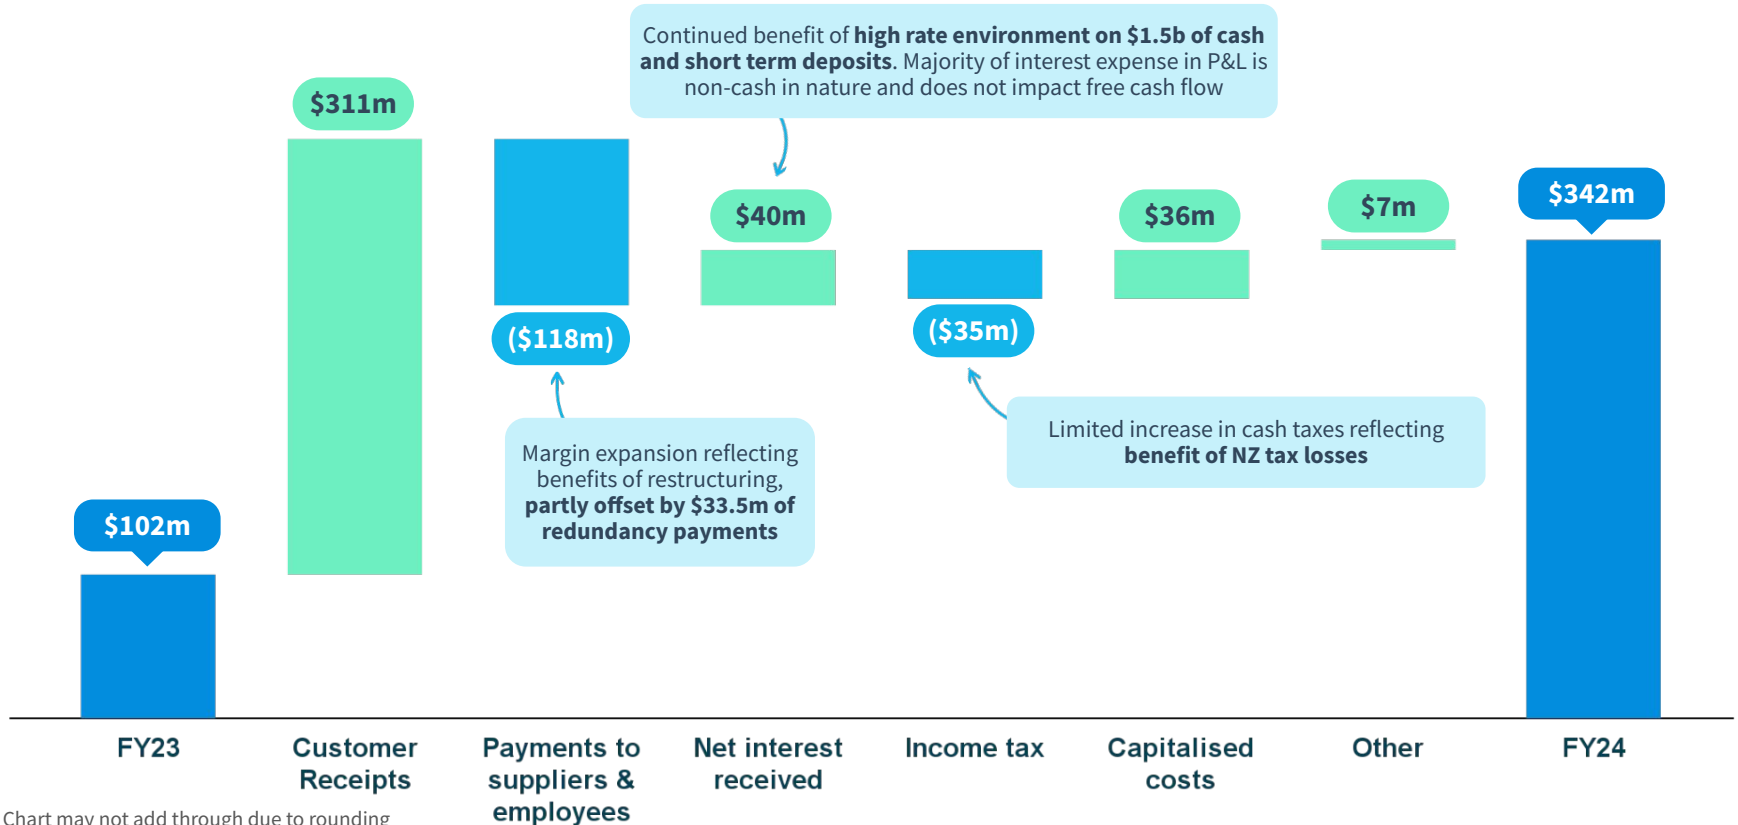 Continued benefit of high rate environment on $1.5b of cash
and short term deposits. Majority of interest expense in P&L is
non-cash in nature and does not impact free cash flow
$311m
$40m
$36m
$7m
$342m
($118m)
($35m)
Margin expansion reflecting
benefits of restructuring,
partly offset by $33.5m of
redundancy payments
Limited increase in cash taxes reflecting
benefit of NZ tax losses
$102m
FY23
Customer
Receipts
Payments to
suppliers &
employees
Net interest
received
Income tax
Capitalised
costs
Other
FY24
Chart may not add through due to rounding